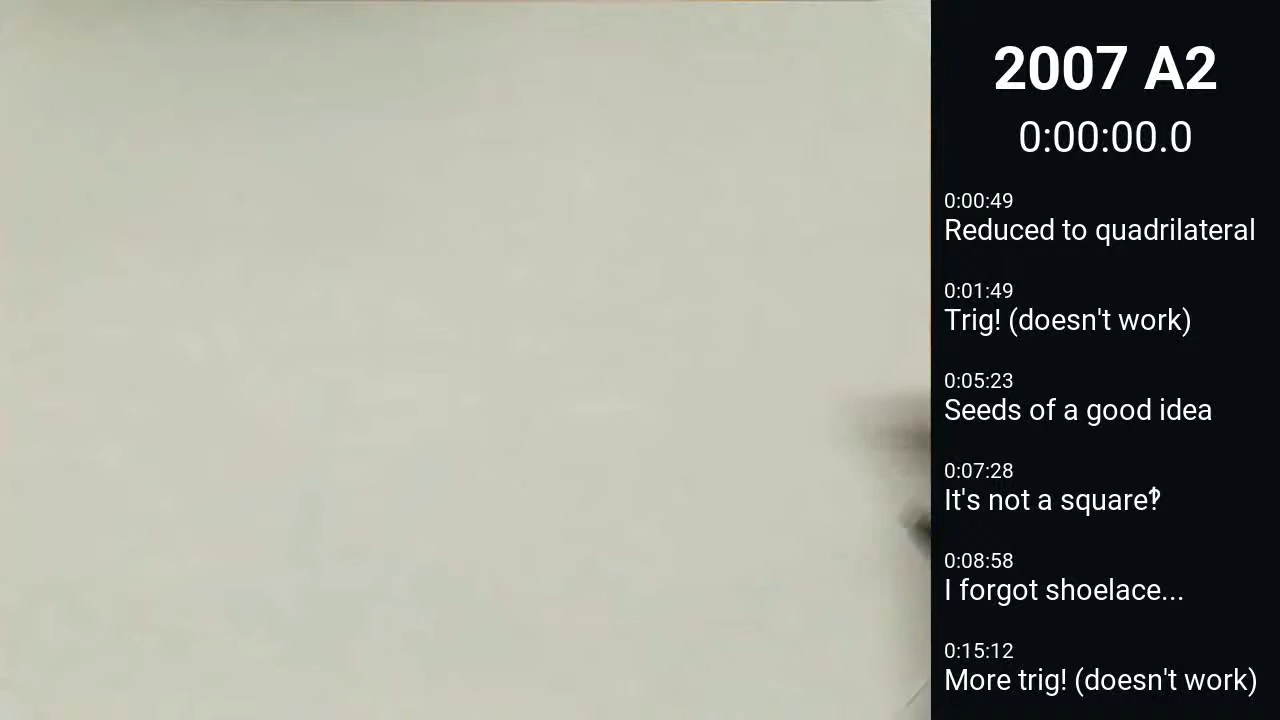 2007 A2
0:00:00.0
0:00:49
Reduced to quadrilateral
0:01:49
Trig! (doesn't work)
0:05:23
Seeds of a good idea
0:07:28
It's not a square‽
0:08:58
I forgot shoelace...
0:15:12
More trig! (doesn't work)